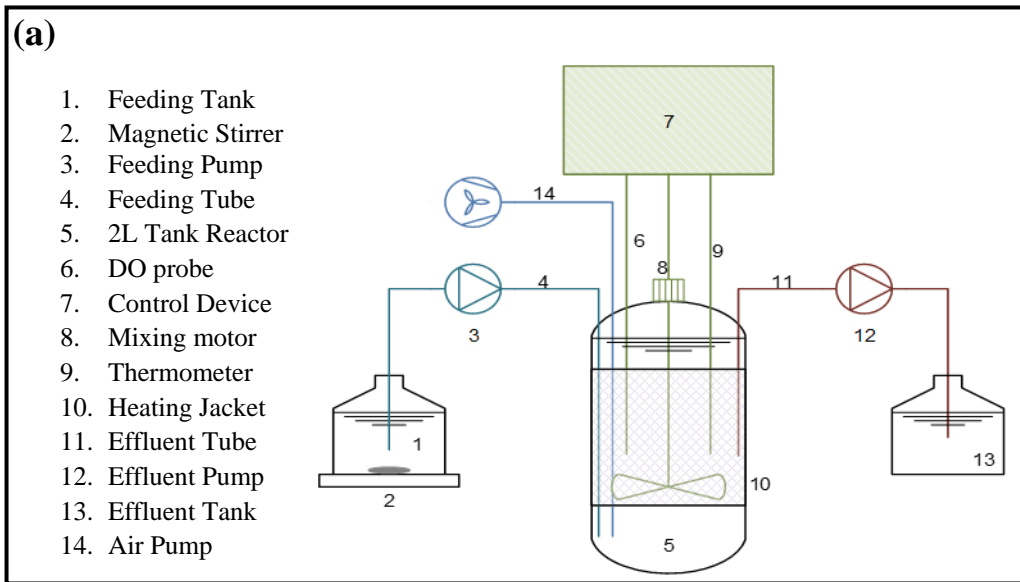 (a)
1. Feeding Tank
2. Magnetic Stirrer
3. Feeding Pump
4. Feeding Tube
5. 2L Tank Reactor
6. DO probe
7. Control Device
8. Mixing motor
9. Thermometer
10. Heating Jacket
11. Effluent Tube
12. Effluent Pump
13. Effluent Tank
14. Air Pump
7
14
6
9
8
4
11
3
12
1
13
2
10
5